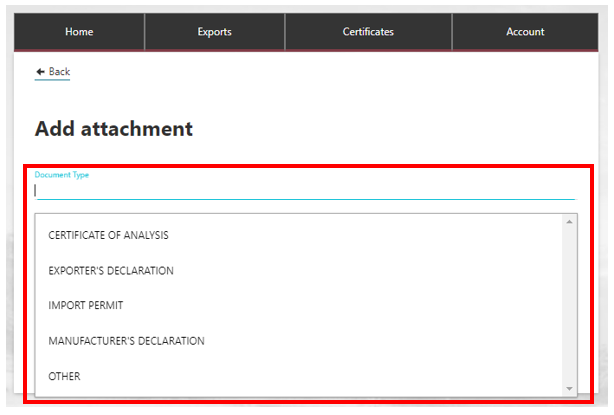 Home Exports Certificates Account
← Back
Add attachment
Document Type
CERTIFICATE OF ANALYSIS
EXPORTER'S DECLARATION
IMPORT PERMIT
MANUFACTURER'S DECLARATION
OTHER